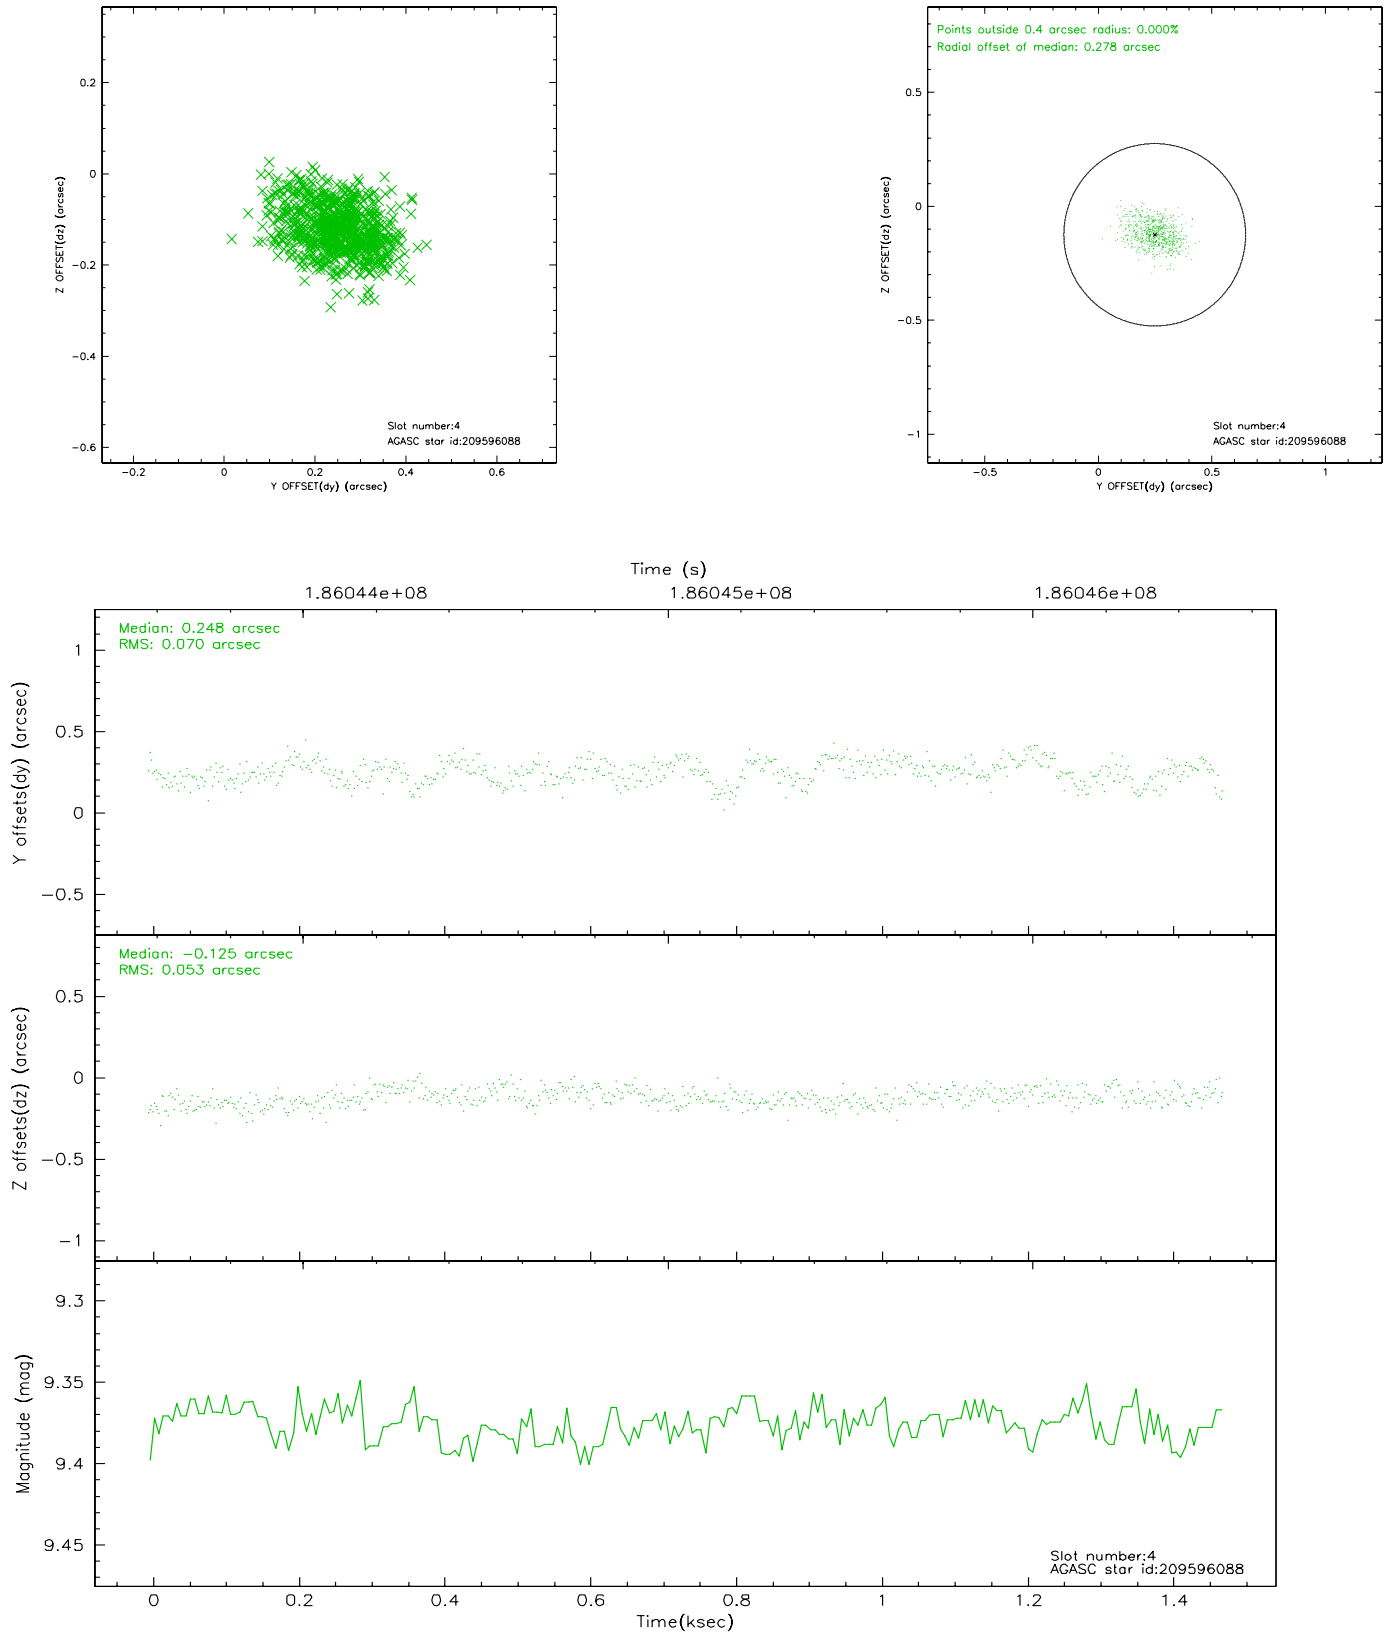 0.2
0
−0.2
−0.4
−0.6
Z OFFSET(dz) (arcsec)
Slot number:4
AGASC star id:209596088
−0.2
0
0.2
0.4
0.6
Y OFFSET(dy) (arcsec)
Points outside 0.4 arcsec radius: 0.000%
Radial offset of median: 0.278 arcsec
0.5
0
−0.5
−1
Z OFFSET(dz) (arcsec)
Slot number:4
AGASC star id:209596088
−0.5
0
0.5
1
Y OFFSET(dy) (arcsec)
Time (s)
1.86044e+08
1.86045e+08
1.86046e+08
Median: 0.248 arcsec
RMS: 0.070 arcsec
1
0.5
0
−0.5
Y offsets(dy) (arcsec)
Median: −0.125 arcsec
RMS: 0.053 arcsec
0.5
0
−0.5
−1
Z offsets(dz) (arcsec)
9.3
9.35
9.4
9.45
Magnitude (mag)
Slot number:4
AGASC star id:209596088
0
0.2
0.4
0.6
0.8
1
1.2
1.4
Time(ksec)